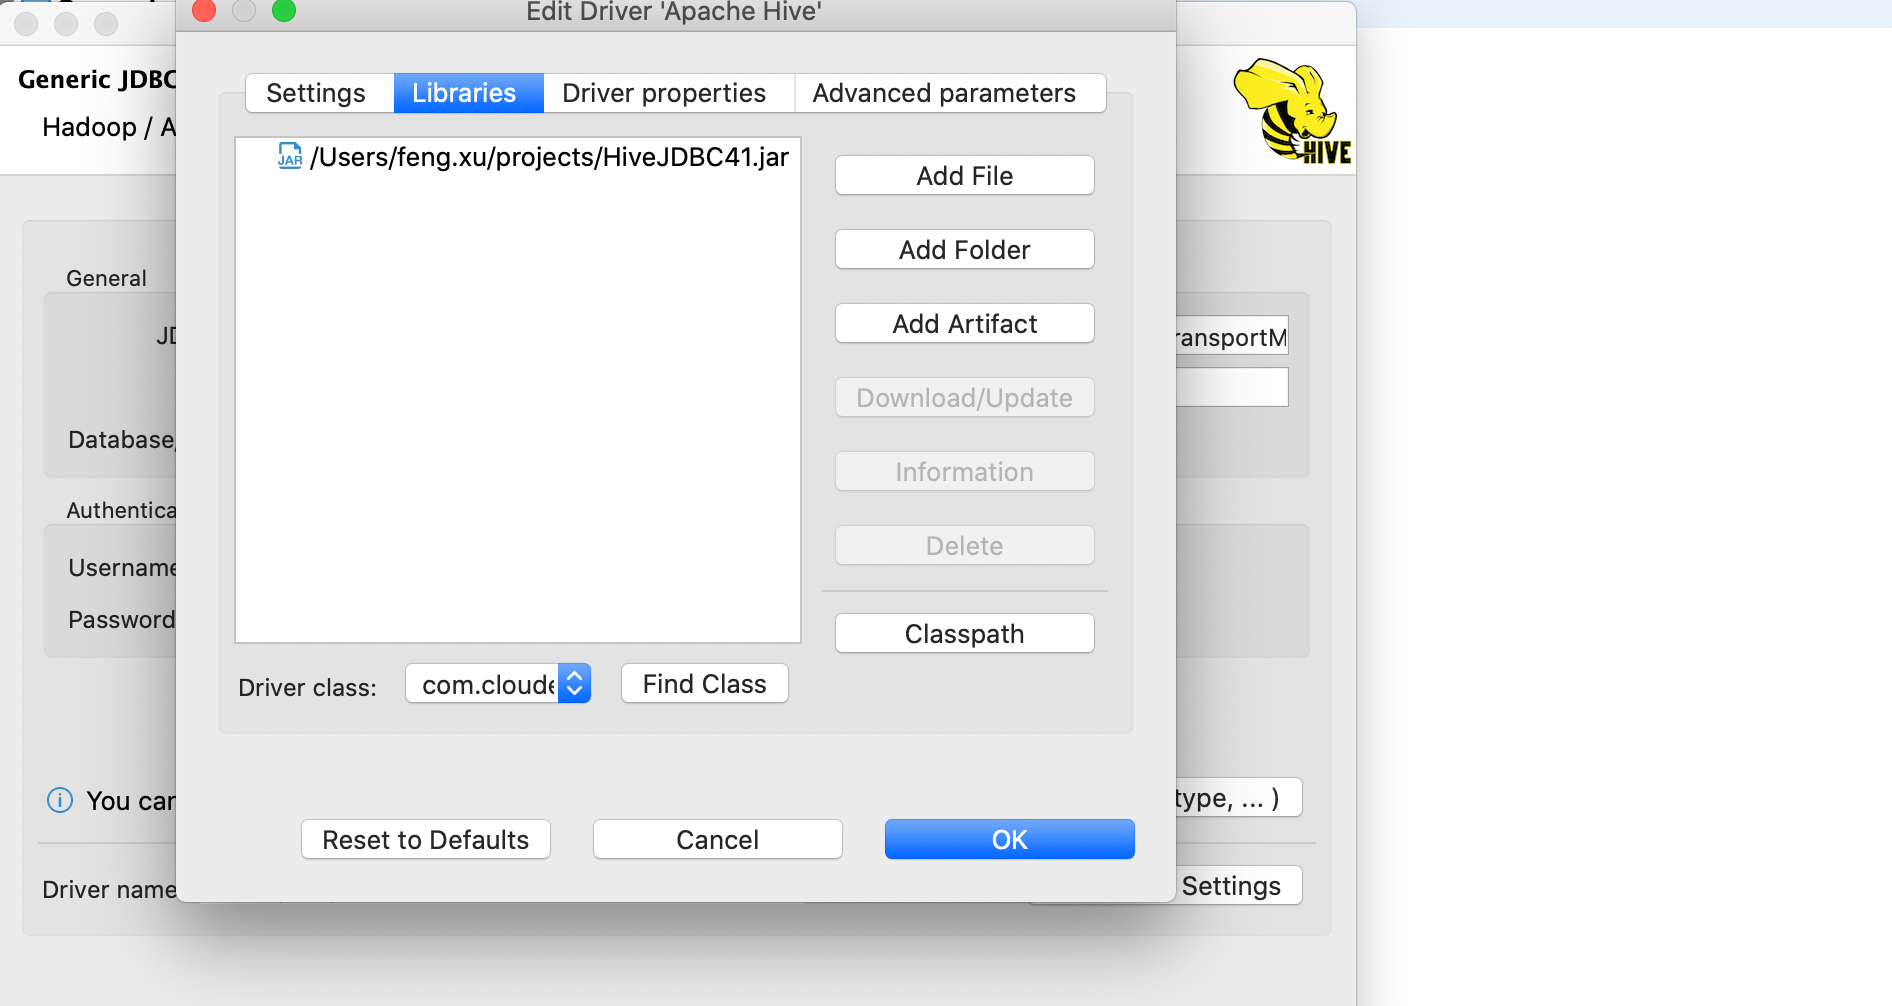 Edit Driver 'Apache Hive'
Generic JDBC
Hadoop / A
HIVE
Settings
Libraries
Driver properties
Advanced parameters
JAR /Users/feng.xu/projects/HiveJDBC41.jar
Add File
Add Folder
Add Artifact
Download/Update
Information
Delete
Classpath
Driver class:
com.cloude
Find Class
Reset to Defaults
Cancel
OK
General
JD
ransportM
Database/
Authentica
Username
Password
You can
type, ... )
Driver name
Settings